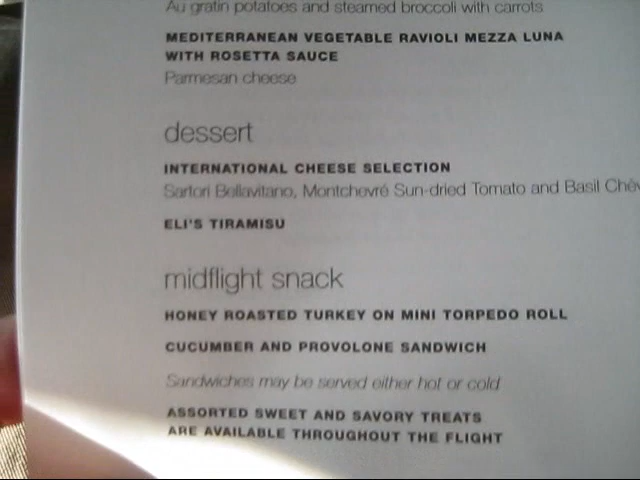 Au gratin potatoes and steamed broccoli with carrots
MEDITERRANEAN VEGETABLE RAVIOLI MEZZA LUNA
WITH ROSETTA SAUCE
Parmesan cheese
dessert
INTERNATIONAL CHEESE SELECTION
Sartori Bellavitano, Montchevré Sun-dried Tomato and Basil Chèv
ELI'S TIRAMISU
midflight snack
HONEY ROASTED TURKEY ON MINI TORPEDO ROLL
CUCUMBER AND PROVOLONE SANDWICH
Sandwiches may be served either hot or cold
ASSORTED SWEET AND SAVORY TREATS
ARE AVAILABLE THROUGHOUT THE FLIGHT